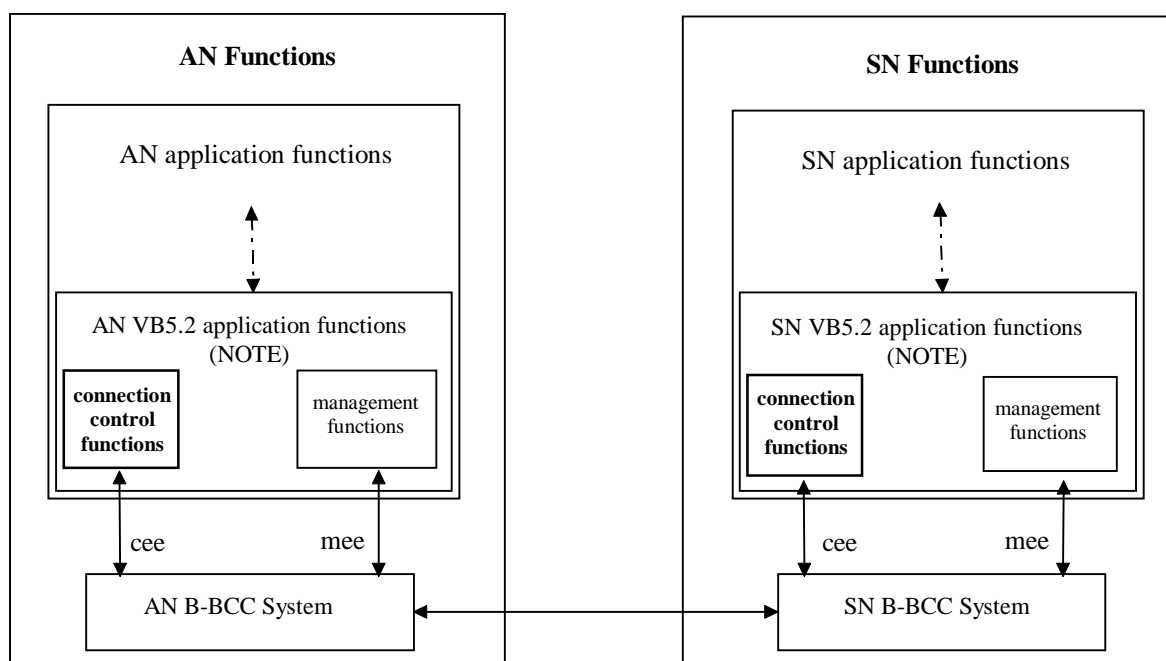 AN Functions
AN application functions
AN VB5.2 application functions
(NOTE)
connection
control
functions
management
functions
cee
mee
AN B-BCC System
SN Functions
SN application functions
SN VB5.2 application functions
(NOTE)
connection
control
functions
management
functions
cee
mee
SN B-BCC System